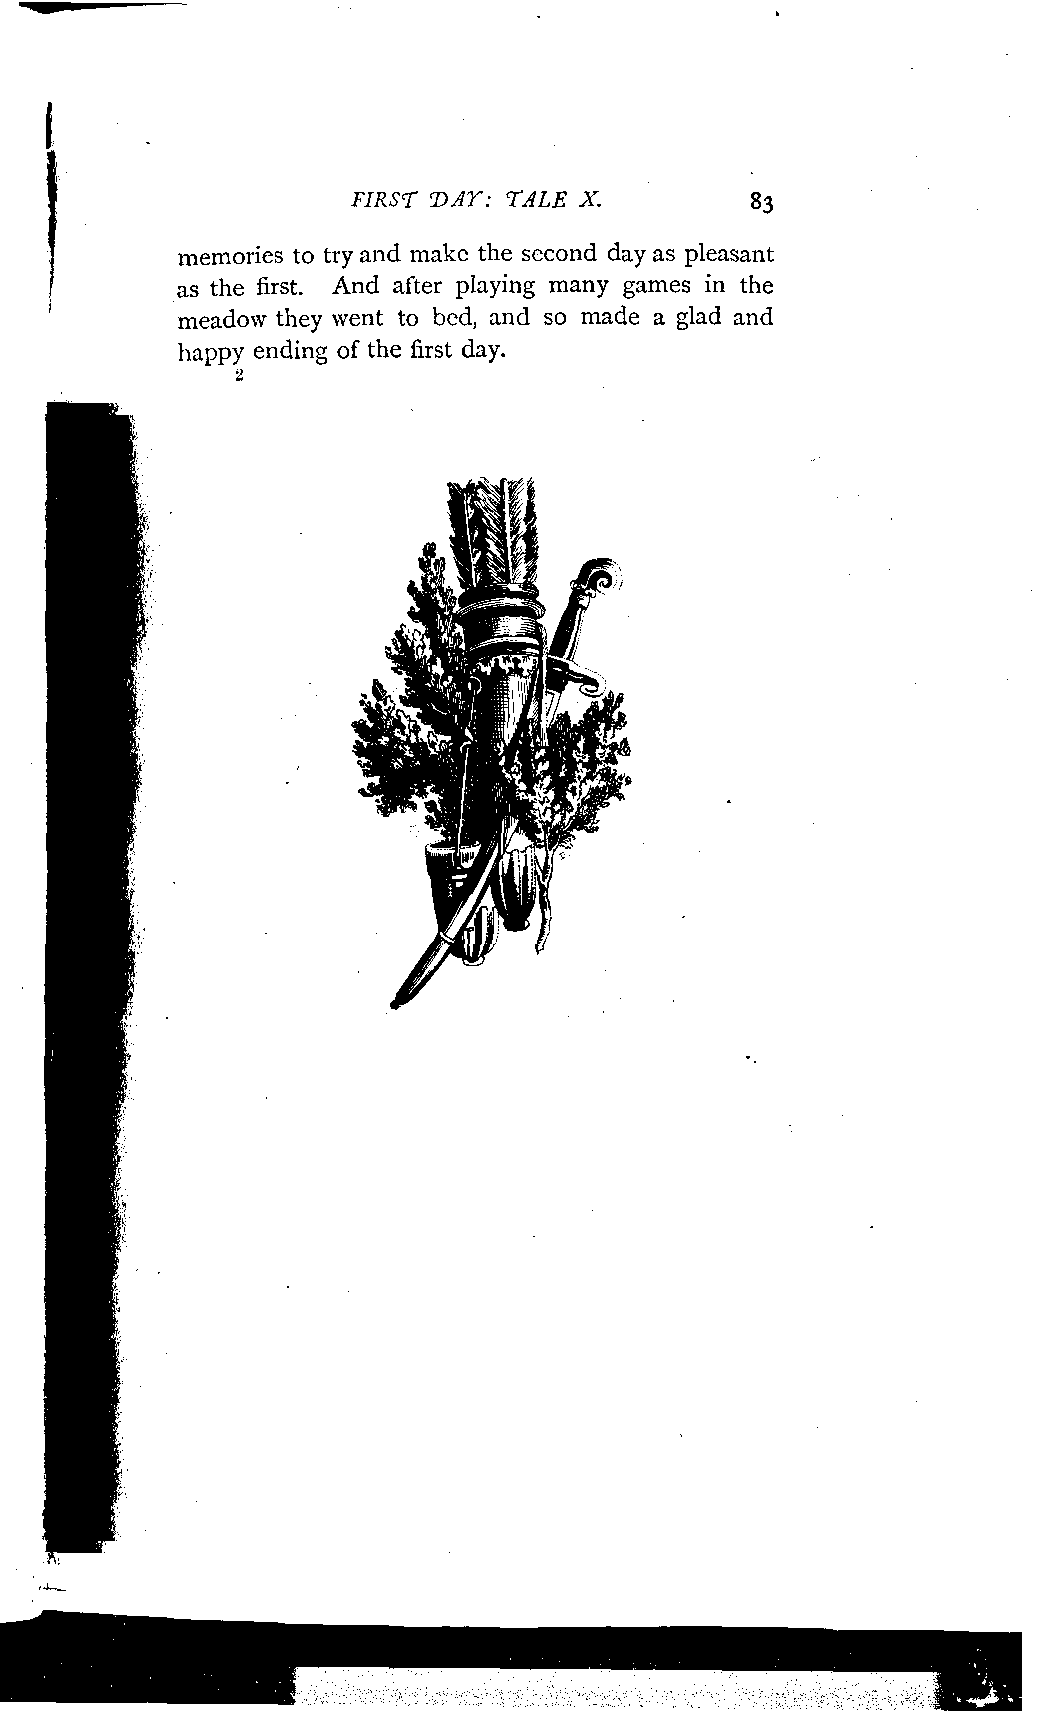 FIRST DAY: TALE X. 83
memories to try and make the second day as pleasant
as the first. And after playing many games in the
meadow they went to bed, and so made a glad and
happy ending of the first day.
2